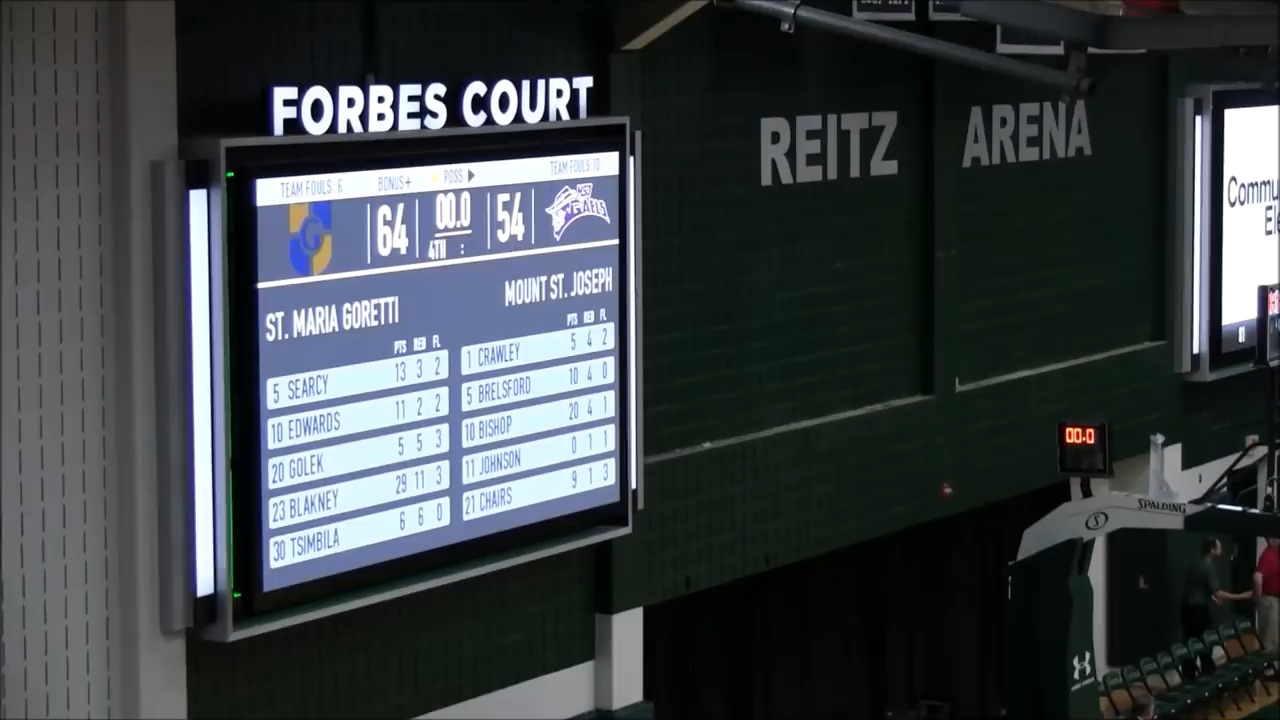 FORBES COURT
REITZ ARENA
TEAM FOULS 6 BONUS+ POSS TEAM FOULS 10
G 64 00.0 54 MSJ GAELS
4TH :
ST. MARIA GORETTI
MOUNT ST. JOSEPH
PTS REB FL
5 SEARCY 13 3 2
10 EDWARDS 11 2 2
20 GOLEK 5 5 3
23 BLAKNEY 29 11 3
30 TSIMBILA 6 6 0
PTS REB FL
1 CRAWLEY 5 4 2
5 BRELSFORD 10 4 0
10 BISHOP 20 4 1
11 JOHNSON 0 1 1
21 CHAIRS 9 1 3
00.0
SPALDING